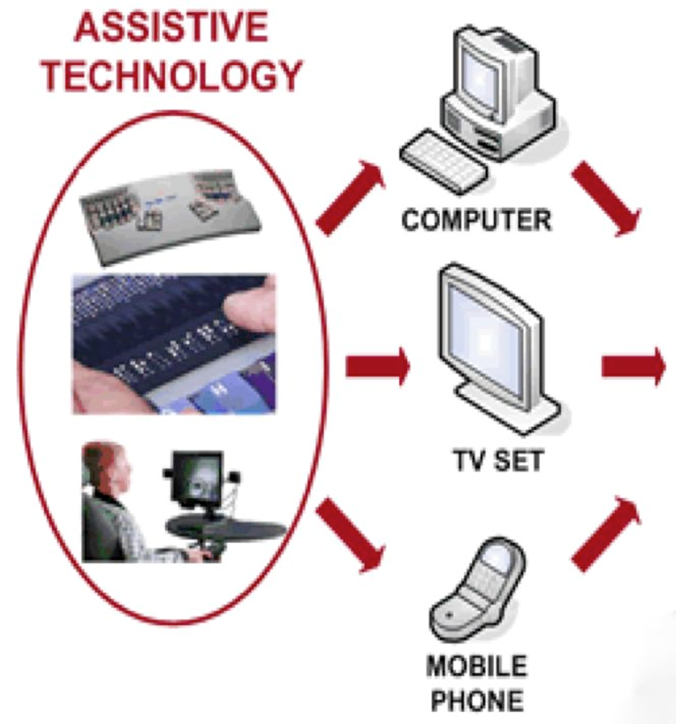 ASSISTIVE
TECHNOLOGY
COMPUTER
TV SET
MOBILE
PHONE